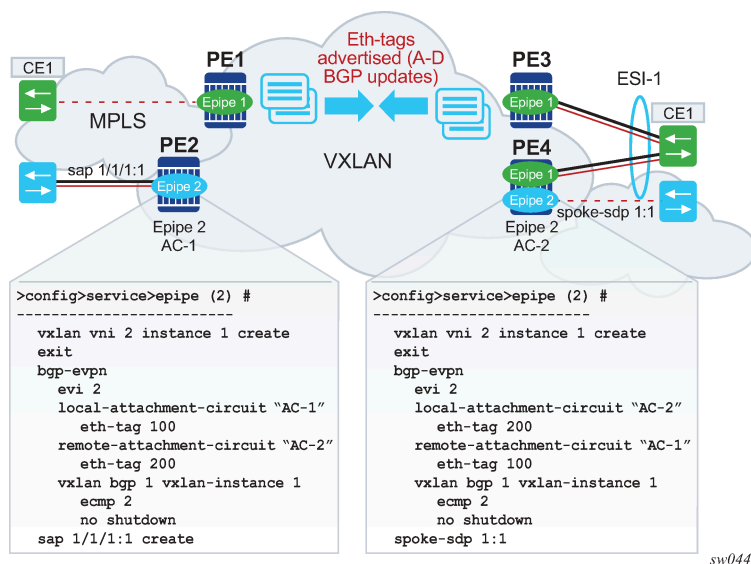 Eth-tags
advertised (A-D
BGP updates)
PE1
PE3
CE1
ESI-1
Epipe 1
Epipe 1
CE1
MPLS
PE2
VXLAN
PE4
sap 1/1/1:1
Epipe 1
Epipe 2
Epipe 2
spoke-sdp 1:1
Epipe 2
AC-1
Epipe 2
AC-2
>config>service>epipe (2) #
-------------------------
vxlan vni 2 instance 1 create
exit
bgp-evpn
evi 2
local-attachment-circuit “AC-1”
eth-tag 100
remote-attachment-circuit “AC-2”
eth-tag 200
vxlan bgp 1 vxlan-instance 1
ecmp 2
no shutdown
sap 1/1/1:1 create
>config>service>epipe (2) #
-------------------------
vxlan vni 2 instance 1 create
exit
bgp-evpn
evi 2
local-attachment-circuit “AC-2”
eth-tag 200
remote-attachment-circuit “AC-1”
eth-tag 100
vxlan bgp 1 vxlan-instance 1
ecmp 2
no shutdown
spoke-sdp 1:1
sw044